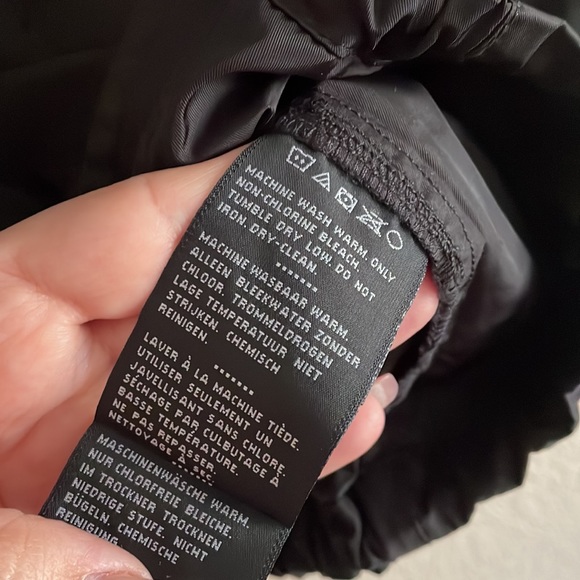 MACHINE WASH WARM. ONLY
NON-CHLORINE BLEACH.
TUMBLE DRY LOW. DO NOT
IRON. DRY-CLEAN.
MACHINE WASBAAR WARM.
ALLEEN BLEEKWATER ZONDER
CHLOOR. TROMMELDROGEN
LAGE TEMPERATUUR NIET
STRIJKEN. CHEMISCH
REINIGEN.
LAVER À LA MACHINE TIÈDE.
UTILISER SEULEMENT UN
JAVELLISANT SANS CHLORE.
SÉCHAGE PAR CULBUTAGE À
BASSE TEMPÉRATURE
NE PAS REPASSER.
NETTOYAGE À
MASCHINENWÄSCHE WARM.
NUR CHLORFREIE BLEICHE.
IM TROCKNER TROCKNEN
NIEDRIGE STUFE. NICHT
BÜGELN. CHEMISCHE
REINIGUNG